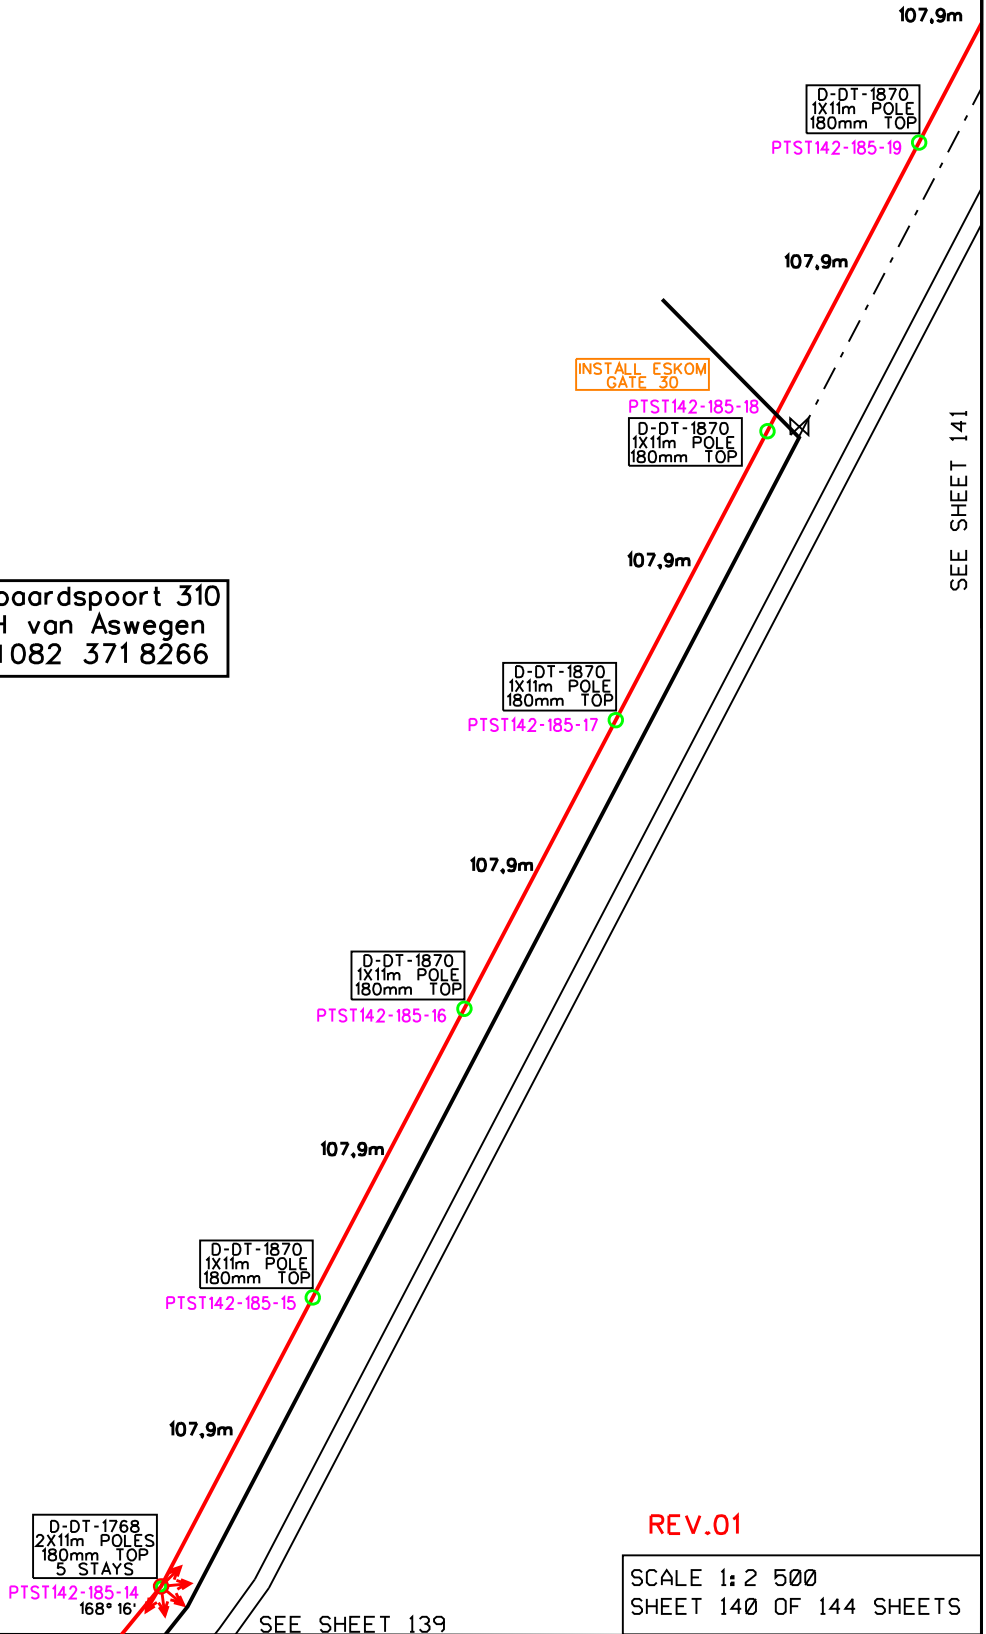 107,9m
D-DT-1870
1X11m POLE
180mm TOP
PTST142-185-19
107,9m
INSTALL ESKOM
GATE 30
PTST142-185-18
D-DT-1870
1X11m POLE
180mm TOP
SEE SHEET 141
107,9m
310
van Aswegen
082 371 8266
D-DT-1870
1X11m POLE
180mm TOP
PTST142-185-17
107,9m
D-DT-1870
1X11m POLE
180mm TOP
PTST142-185-16
107,9m
D-DT-1870
1X11m POLE
180mm TOP
PTST142-185-15
107,9m
D-DT-1768
2X11m POLES
180mm TOP
5 STAYS
PTST142-185-14
168° 16'
REV.01
SCALE 1: 2 500
SHEET 140 OF 144 SHEETS
SEE SHEET 139